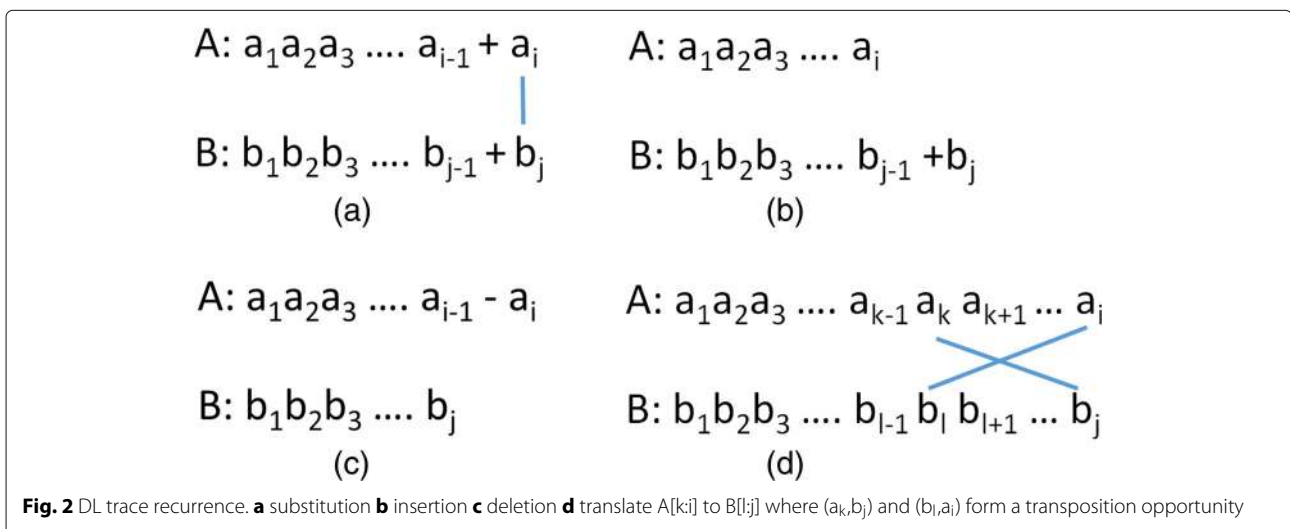 A: a₁a₂a₃ .... aᵢ₋₁ + aᵢ
B: b₁b₂b₃ .... bⱼ₋₁ + bⱼ
(a)
A: a₁a₂a₃ .... aᵢ
B: b₁b₂b₃ .... bⱼ₋₁ +bⱼ
(b)
A: a₁a₂a₃ .... aᵢ₋₁ - aᵢ
B: b₁b₂b₃ .... bⱼ
(c)
A: a₁a₂a₃ .... aₖ₋₁ aₖ aₖ₊₁ ... aᵢ
B: b₁b₂b₃ .... bₗ₋₁ bₗ bₗ₊₁ ... bⱼ
(d)
Fig. 2 DL trace recurrence. a substitution b insertion c deletion d translate A[k:i] to B[l:j] where (aₖ,bⱼ) and (bₗ,aᵢ) form a transposition opportunity